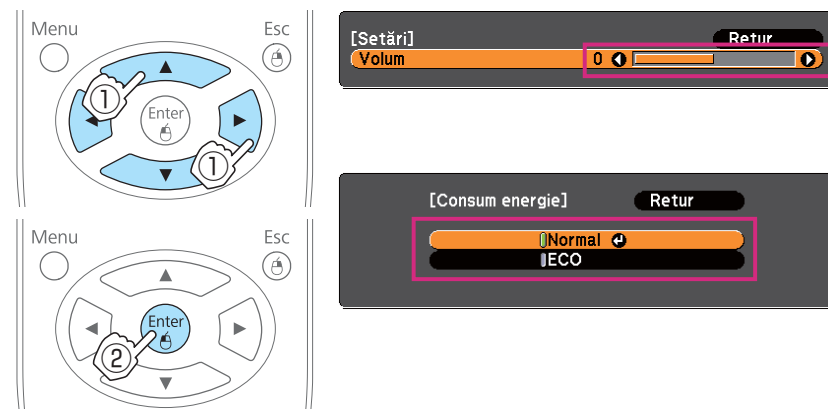 Menu
Esc
Enter
①
①
[Setări]
Retur
Volum
0
[Consum energie]
Retur
Normal
ECO
Menu
Esc
Enter
②